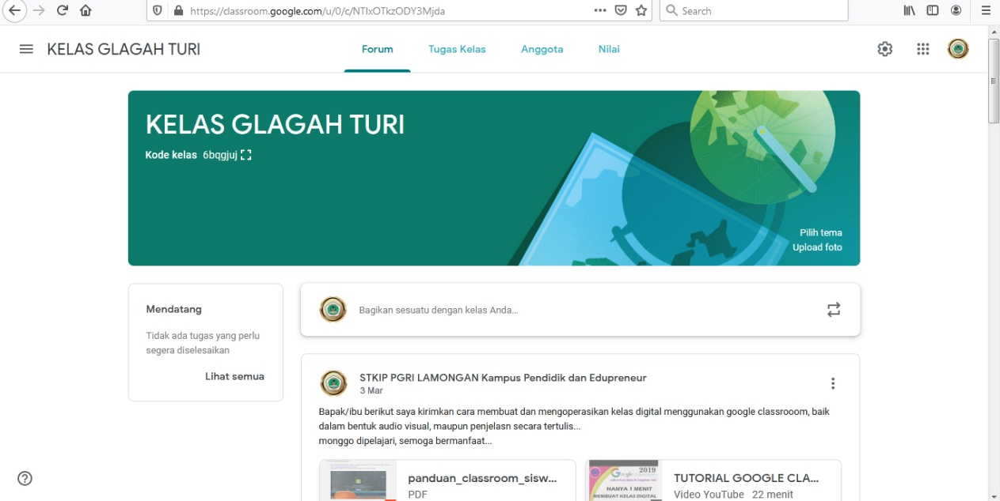 https://classroom.google.com/u/0/c/NTIxOTkzODY3Mjda
Search
KELAS GLAGAH TURI
Forum
Tugas Kelas
Anggota
Nilai
KELAS GLAGAH TURI
Kode kelas 6bqgjuj
Pilih tema
Upload foto
Mendatang
Tidak ada tugas yang perlu
segera diselesaikan
Lihat semua
Bagikan sesuatu dengan kelas Anda...
STKIP PGRI LAMONGAN Kampus Pendidik dan Edupreneur
3 Mar
Bapak/ibu berikut saya kirimkan cara membuat dan mengoperasikan kelas digital menggunakan google classrooom, baik
dalam bentuk audio visual, maupun penjelasn secara tertulis...
monggo dipelajari, semoga bermanfaat...
panduan_classroom_sisw...
PDF
2019
Google
HANYA 1 MENIT
MEMBUAT KELAS DIGITAL
TUTORIAL GOOGLE CLA...
Video YouTube 22 menit